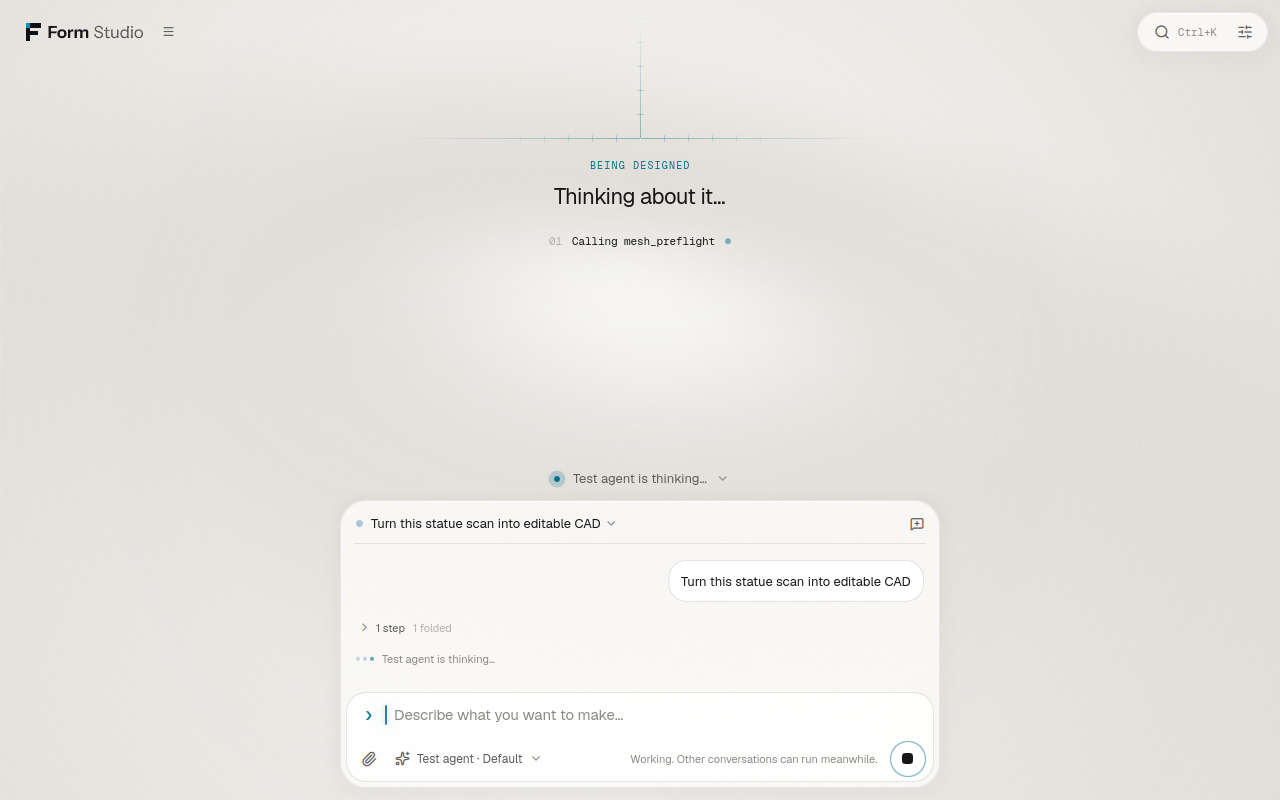 Form Studio
Ctrl+K
BEING DESIGNED
Thinking about it...
01 Calling mesh_preflight
Test agent is thinking...
Turn this statue scan into editable CAD
Turn this statue scan into editable CAD
1 step 1 folded
Test agent is thinking...
Describe what you want to make...
Test agent · Default
Working. Other conversations can run meanwhile.